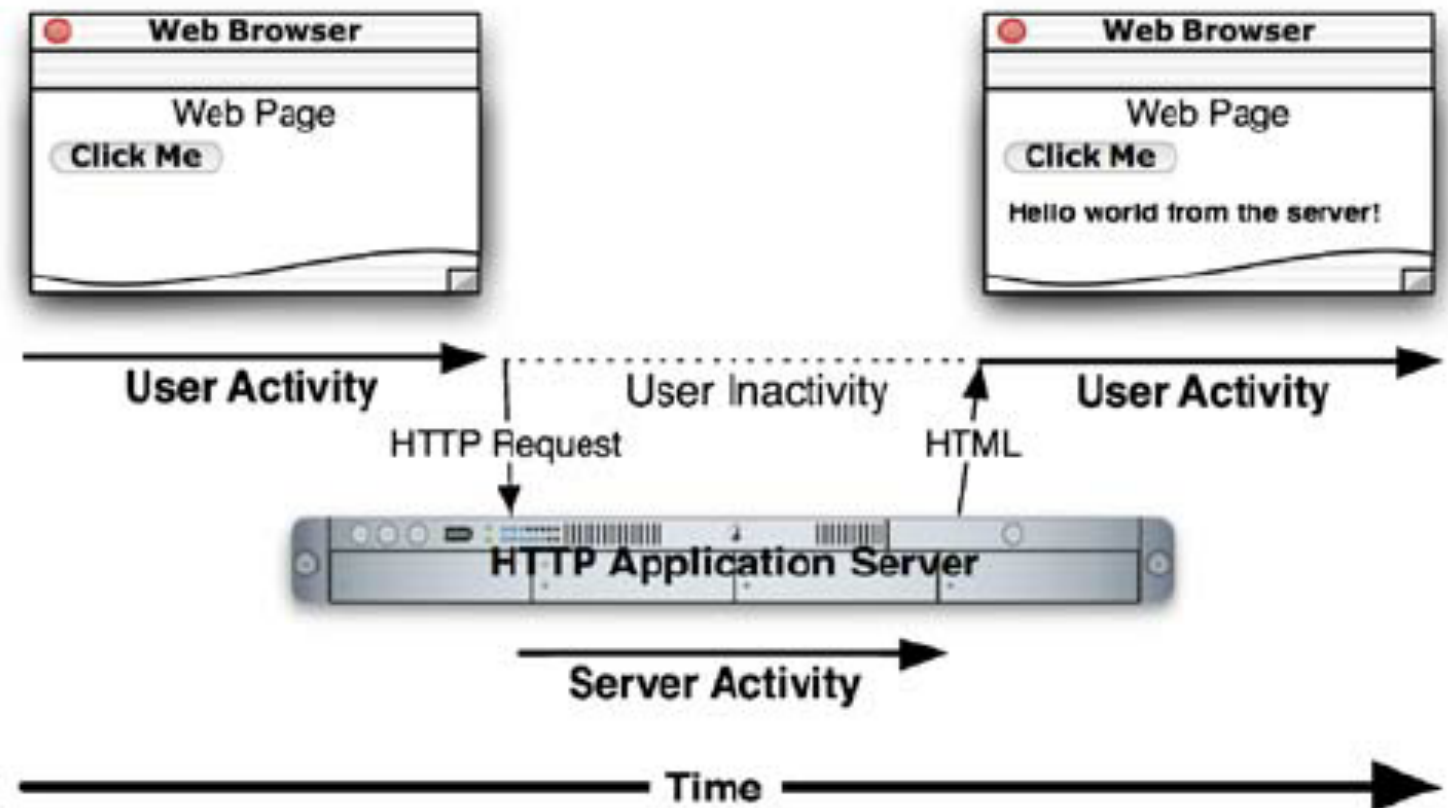 Web Browser
Web Page
Click Me
Web Browser
Web Page
Click Me
Hello world from the server!
User Activity
User Inactivity
User Activity
HTTP Request
HTML
HTTP Application Server
Server Activity
Time